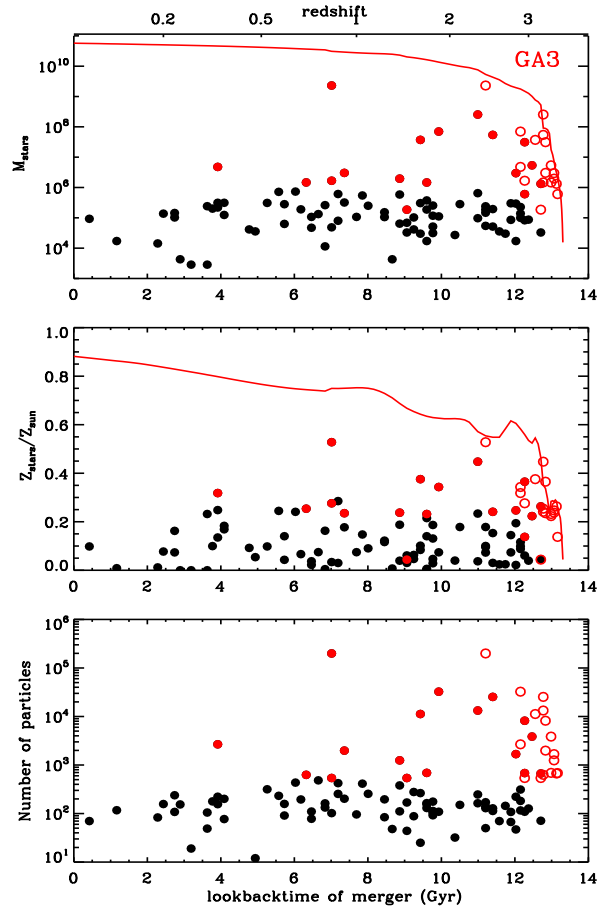 redshift
0.2 0.5 1 2 3
GA3
10^10
10^8
10^6
10^4
M_stars
0 2 4 6 8 10 12 14
1.0
0.8
0.6
0.4
0.2
0.0
Z_stars/Z_sun
0 2 4 6 8 10 12 14
10^6
10^5
10^4
10^3
10^2
10^1
Number of particles
0 2 4 6 8 10 12 14
lookbacktime of merger (Gyr)